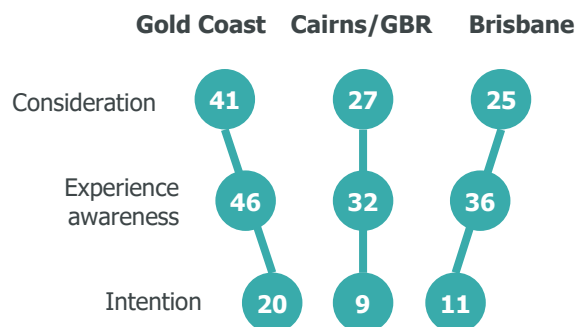 Gold Coast Cairns/GBR Brisbane
Consideration 41 27 25
Experience
awareness 46 32 36
Intention 20 9 11